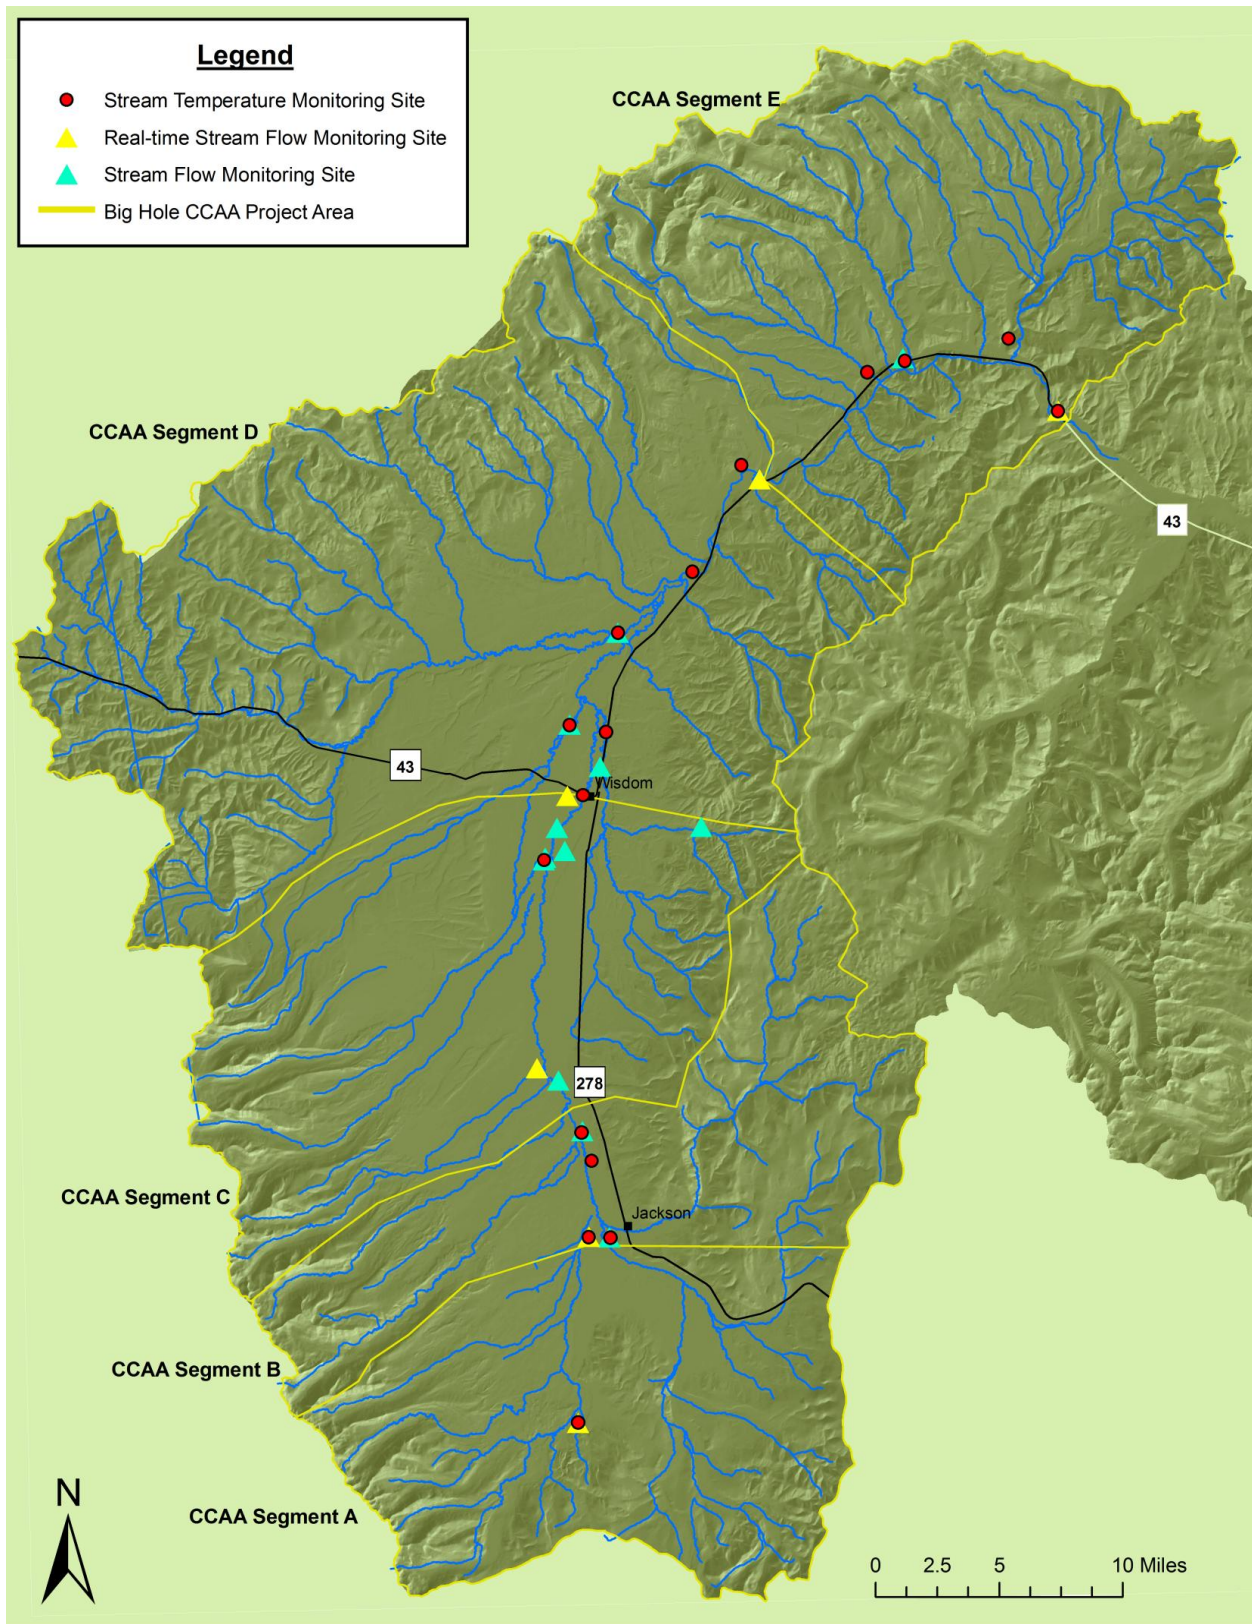 Legend
Stream Temperature Monitoring Site
Real-time Stream Flow Monitoring Site
Stream Flow Monitoring Site
Big Hole CCAA Project Area
CCAA Segment E
CCAA Segment D
43
43
Wisdom
278
CCAA Segment C
Jackson
CCAA Segment B
N
CCAA Segment A
0 2.5 5 10 Miles